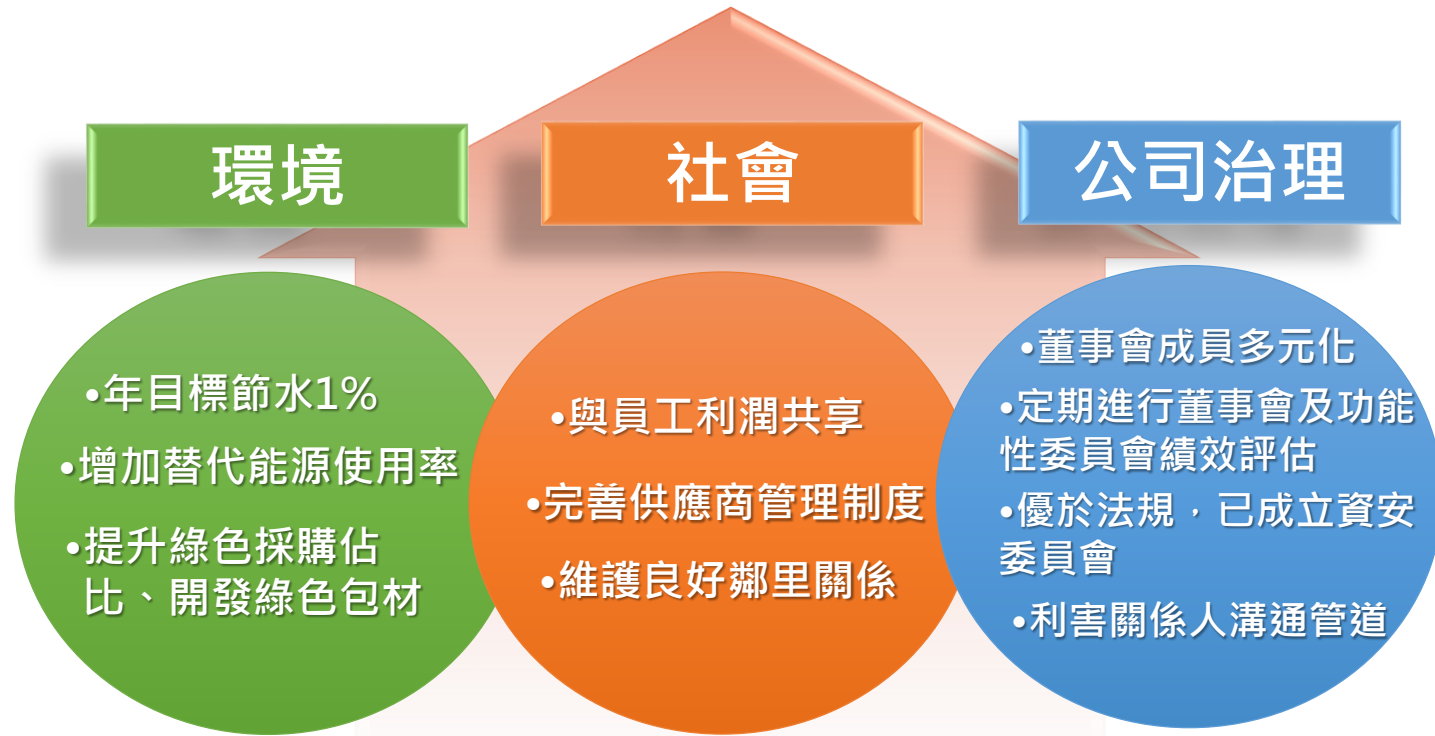 環境
•年目標節水1%
•增加替代能源使用率
•提升綠色採購佔
比、開發綠色包材
社會
•與員工利潤共享
•完善供應商管理制度
•維護良好鄰里關係
公司治理
•董事會成員多元化
•定期進行董事會及功能
性委員會績效評估
•優於法規，已成立資安
委員會
•利害關係人溝通管道